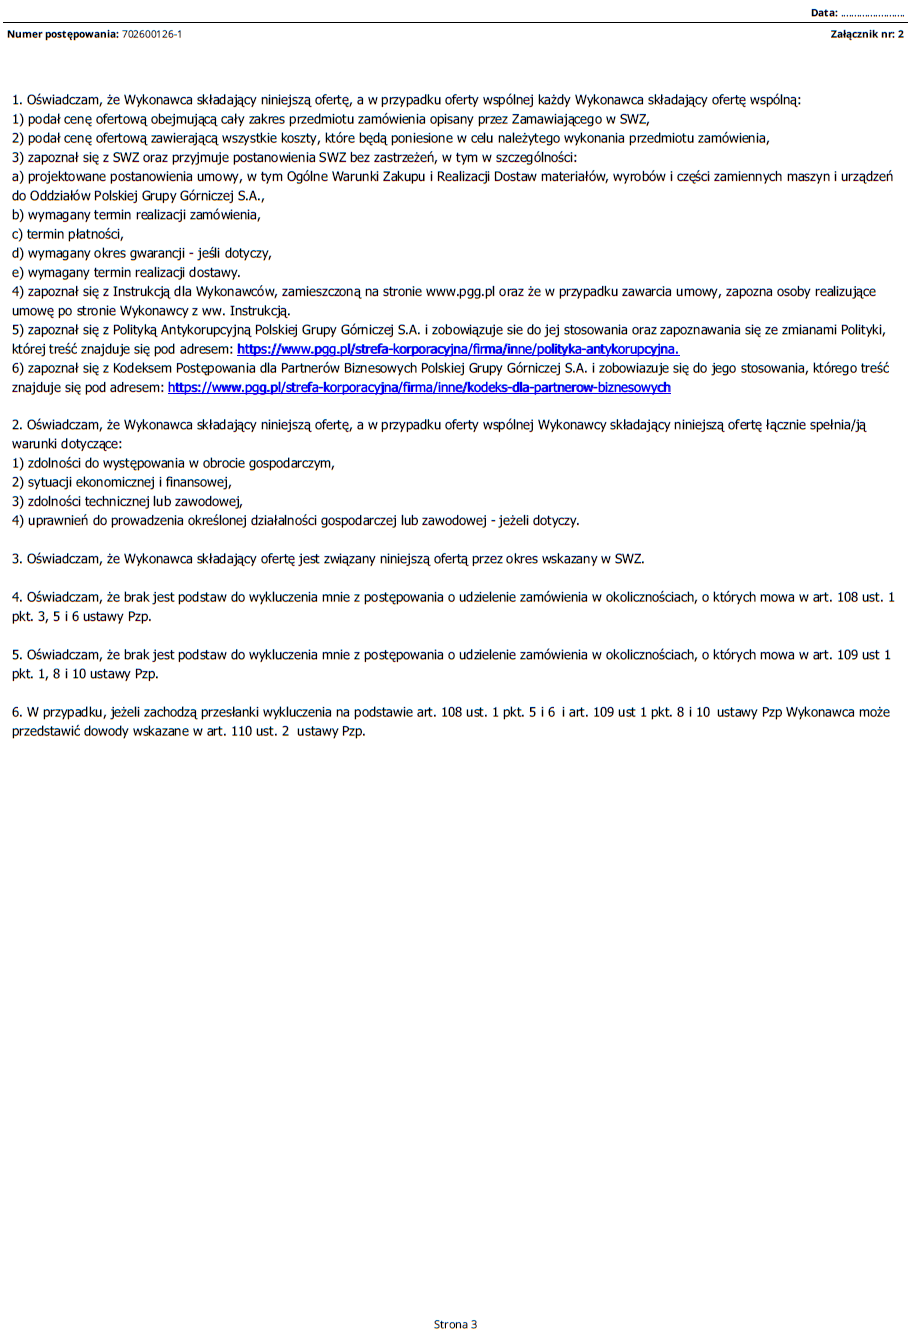 Data: ........................
Numer postępowania: 702600126-1
Załącznik nr: 2
1. Oświadczam, że Wykonawca składający niniejszą ofertę, a w przypadku oferty wspólnej każdy Wykonawca składający ofertę wspólną:
1) podał cenę ofertową obejmującą cały zakres przedmiotu zamówienia opisany przez Zamawiającego w SWZ,
2) podał cenę ofertową zawierającą wszystkie koszty, które będą poniesione w celu należytego wykonania przedmiotu zamówienia,
3) zapoznał się z SWZ oraz przyjmuje postanowienia SWZ bez zastrzeżeń, w tym w szczególności:
a) projektowane postanowienia umowy, w tym Ogólne Warunki Zakupu i Realizacji Dostaw materiałów, wyrobów i części zamiennych maszyn i urządzeń
do Oddziałów Polskiej Grupy Górniczej S.A.,
b) wymagany termin realizacji zamówienia,
c) termin płatności,
d) wymagany okres gwarancji - jeśli dotyczy,
e) wymagany termin realizacji dostawy.
4) zapoznał się z Instrukcją dla Wykonawców, zamieszczoną na stronie www.pgg.pl oraz że w przypadku zawarcia umowy, zapozna osoby realizujące
umowę po stronie Wykonawcy z ww. Instrukcją.
5) zapoznał się z Polityką Antykorupcyjną Polskiej Grupy Górniczej S.A. i zobowiązuje sie do jej stosowania oraz zapoznawania się ze zmianami Polityki,
której treść znajduje się pod adresem: https://www.pgg.pl/strefa-korporacyjna/firma/inne/polityka-antykorupcyjna.
6) zapoznał się z Kodeksem Postępowania dla Partnerów Biznesowych Polskiej Grupy Górniczej S.A. i zobowiazuje się do jego stosowania, którego treść
znajduje się pod adresem: https://www.pgg.pl/strefa-korporacyjna/firma/inne/kodeks-dla-partnerow-biznesowych
2. Oświadczam, że Wykonawca składający niniejszą ofertę, a w przypadku oferty wspólnej Wykonawcy składający niniejszą ofertę łącznie spełnia/ją
warunki dotyczące:
1) zdolności do występowania w obrocie gospodarczym,
2) sytuacji ekonomicznej i finansowej,
3) zdolności technicznej lub zawodowej,
4) uprawnień do prowadzenia określonej działalności gospodarczej lub zawodowej - jeżeli dotyczy.
3. Oświadczam, że Wykonawca składający ofertę jest związany niniejszą ofertą przez okres wskazany w SWZ.
4. Oświadczam, że brak jest podstaw do wykluczenia mnie z postępowania o udzielenie zamówienia w okolicznościach, o których mowa w art. 108 ust. 1
pkt. 3, 5 i 6 ustawy Pzp.
5. Oświadczam, że brak jest podstaw do wykluczenia mnie z postępowania o udzielenie zamówienia w okolicznościach, o których mowa w art. 109 ust 1
pkt. 1, 8 i 10 ustawy Pzp.
6. W przypadku, jeżeli zachodzą przesłanki wykluczenia na podstawie art. 108 ust. 1 pkt. 5 i 6 i art. 109 ust 1 pkt. 8 i 10 ustawy Pzp Wykonawca może
przedstawić dowody wskazane w art. 110 ust. 2 ustawy Pzp.
Strona 3